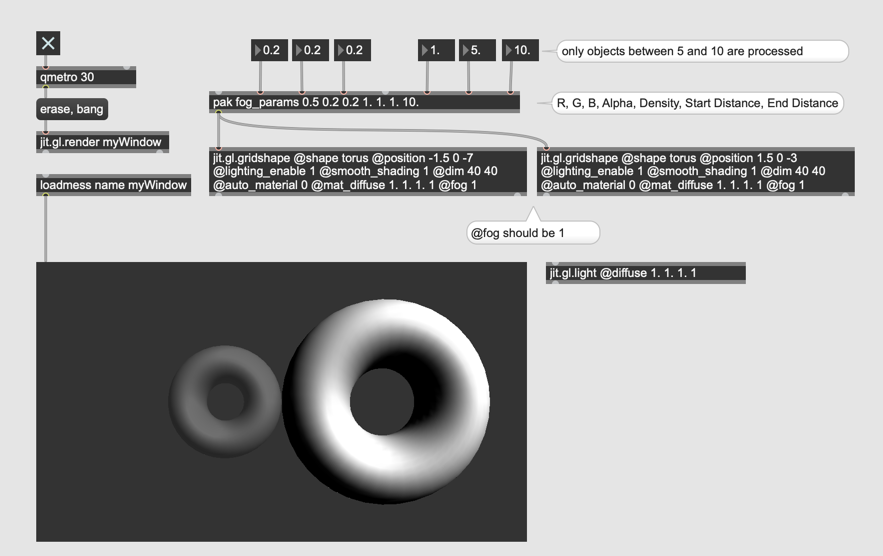 0.2 0.2 0.2 1. 5. 10. only objects between 5 and 10 are processed
qmetro 30
pak fog_params 0.5 0.2 0.2 1. 1. 1. 10. R, G, B, Alpha, Density, Start Distance, End Distance
erase, bang
jit.gl.render myWindow
jit.gl.gridshape @shape torus @position -1.5 0 -7
@lighting_enable 1 @smooth_shading 1 @dim 40 40
@auto_material 0 @mat_diffuse 1. 1. 1. 1 @fog 1
jit.gl.gridshape @shape torus @position 1.5 0 -3
@lighting_enable 1 @smooth_shading 1 @dim 40 40
@auto_material 0 @mat_diffuse 1. 1. 1. 1 @fog 1
loadmess name myWindow
@fog should be 1
jit.gl.light @diffuse 1. 1. 1. 1